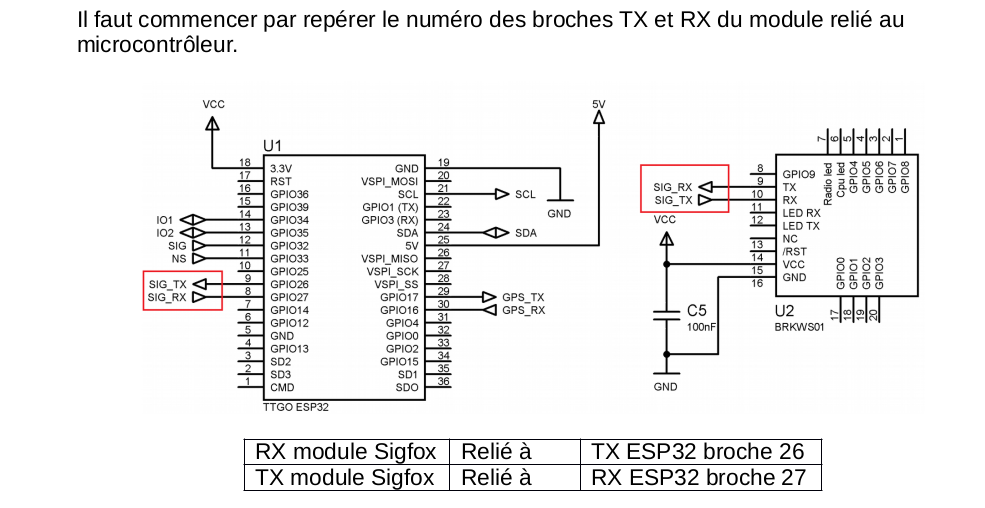 Il faut commencer par repérer le numéro des broches TX et RX du module relié au
microcontrôleur.
VCC
5V
U1
18 3.3V GND 19
17 RST VSPI_MOSI 20
16 GPIO36 SCL 21 SCL
15 GPIO39 GPIO1 (TX) 22
IO1 14 GPIO34 GPIO3 (RX) 23
IO2 13 GPIO35 SDA 24 SDA
SIG 12 GPIO32 5V 25
NS 11 GPIO33 VSPI_MISO 26
10 GPIO25 VSPI_SCK 27
SIG_TX 9 GPIO26 VSPI_SS 28
SIG_RX 8 GPIO27 GPIO17 29 GPS_TX
7 GPIO14 GPIO16 30 GPS_RX
6 GPIO12 GPIO4 31
5 GND GPIO0 32
4 GPIO13 GPIO2 33
3 SD2 GPIO15 34
2 SD3 SD1 35
1 CMD SDO 36
TTGO ESP32
GND
7 6 5 4 3 2 1
Radio led Cpu led GPIO4 GPIO5 GPIO6 GPIO7 GPIO8
8 GPIO9
SIG_RX 9 TX
SIG_TX 10 RX
11 LED RX
12 LED TX
NC
13 /RST
VCC
14 VCC
15 GND
16
GPIO0 GPIO1 GPIO2 GPIO3
17 18 19 20
U2
BRKWS01
C5
100nF
GND
RX module Sigfox Relié à TX ESP32 broche 26
TX module Sigfox Relié à RX ESP32 broche 27